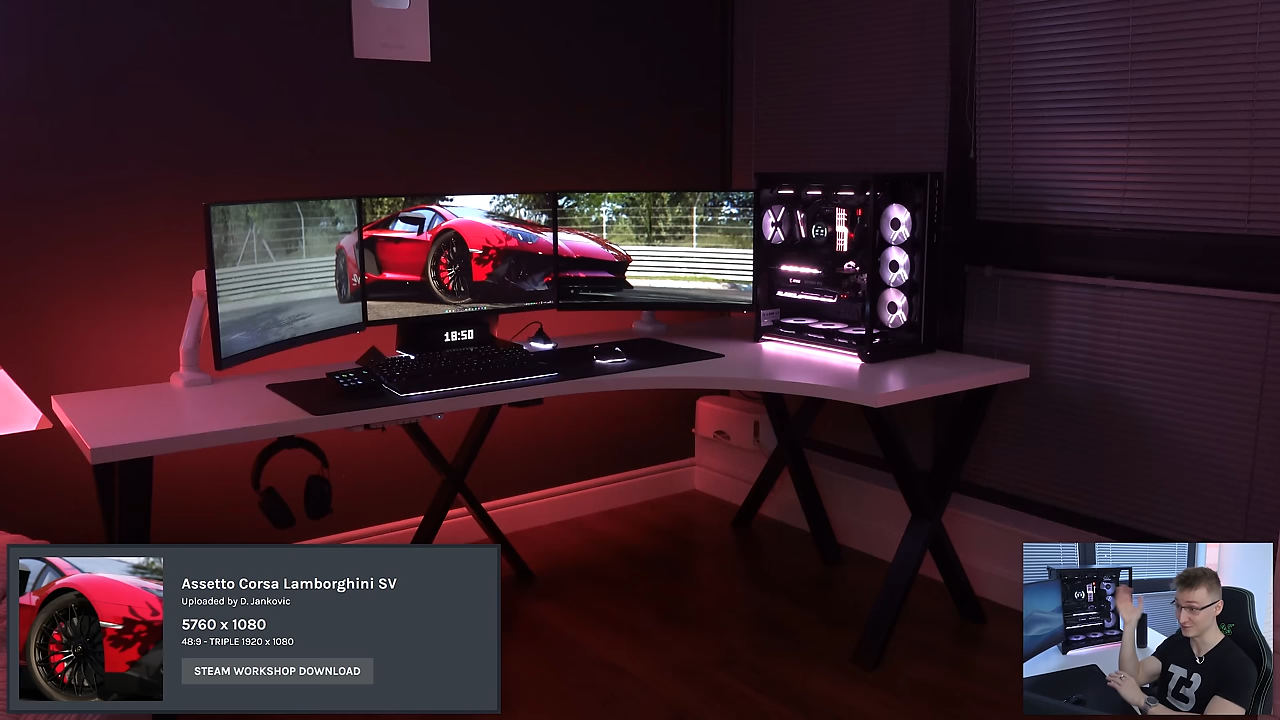 18:50
Assetto Corsa Lamborghini SV
Uploaded by D. Jankovic
5760 x 1080
48:9 - TRIPLE 1920 x 1080
STEAM WORKSHOP DOWNLOAD